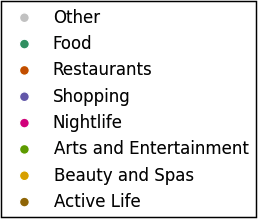 Other
Food
Restaurants
Shopping
Nightlife
Arts and Entertainment
Beauty and Spas
Active Life